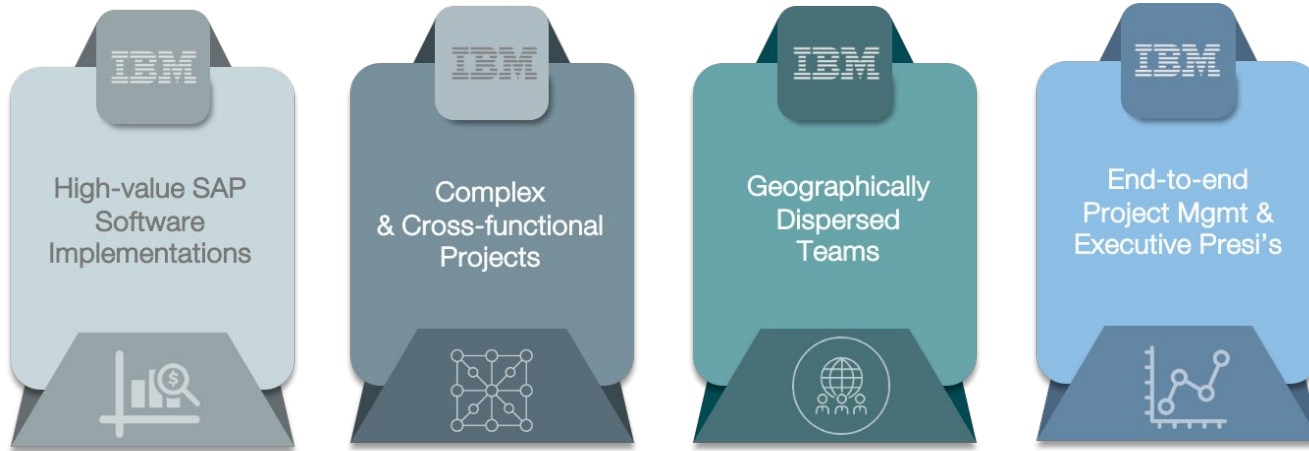 IBM
High-value SAP
Software
Implementations
$
IBM
Complex
& Cross-functional
Projects
IBM
Geographically
Dispersed
Teams
IBM
End-to-end
Project Mgmt &
Executive Presi's